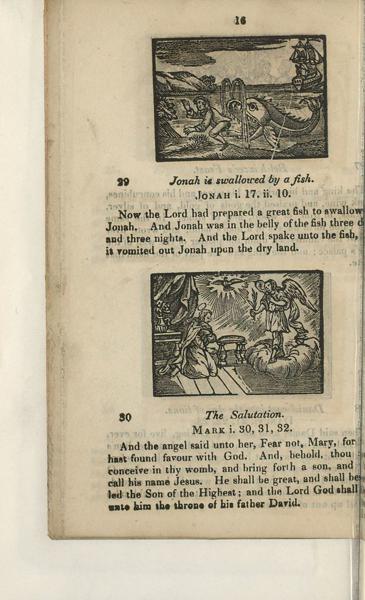 16
29 Jonah is swallowed by a fish.
JONAH i. 17. ii. 10.
Now the Lord had prepared a great fish to swallow
Jonah. And Jonah was in the belly of the fish three d
and three nights. And the Lord spake unto the fish,
it vomited out Jonah upon the dry land.
30 The Salutation.
MARK i. 30, 31, 32.
And the angel said unto her, Fear not, Mary, for
hast found favour with God. And, behold, thou
conceive in thy womb, and bring forth a son, and
call his name Jesus. He shall be great, and shall be
led the Son of the Highest; and the Lord God shall
unto him the throne of his father David.